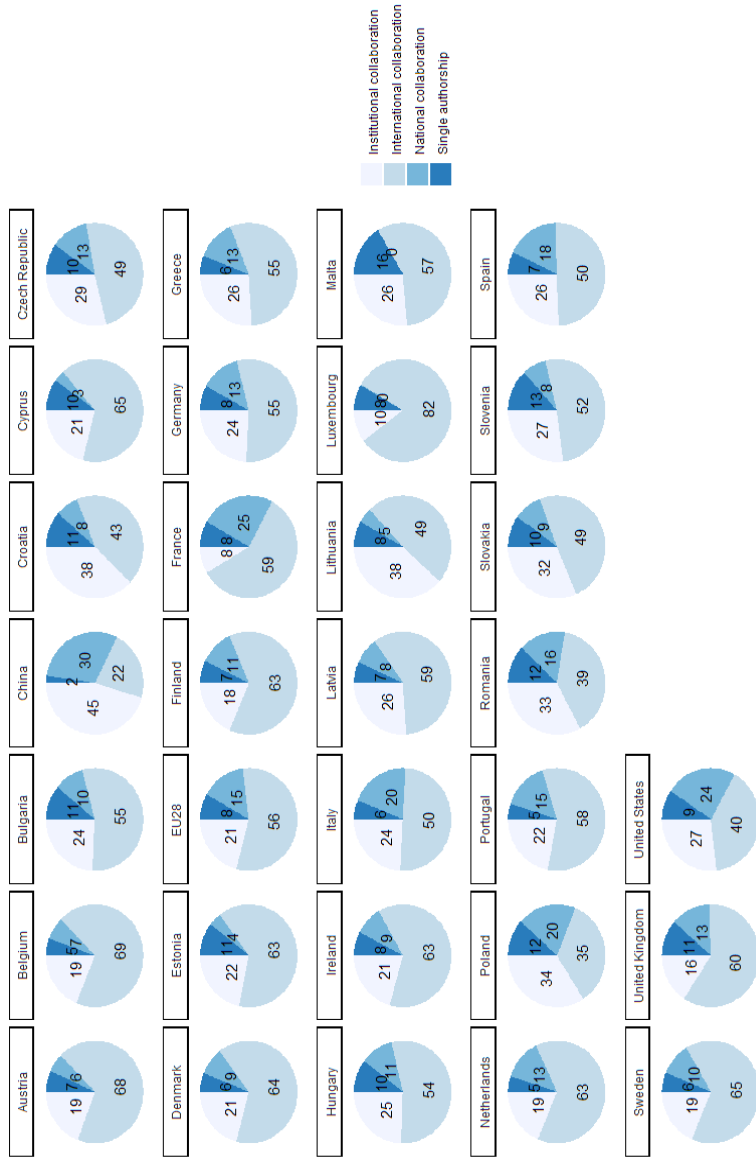 Austria
19 7 6 68
Belgium
19 5 7 69
Bulgaria
24 11 10 55
China
45 2 30 22
Croatia
38 11 8 43
Cyprus
21 10 3 65
Czech Republic
29 10 13 49
Denmark
21 6 9 64
Estonia
22 11 4 63
EU28
21 8 15 56
Finland
18 7 11 63
France
8 8 25 59
Germany
24 8 13 55
Greece
26 6 13 55
Hungary
25 10 11 54
Ireland
21 8 9 63
Italy
24 6 20 50
Latvia
26 7 8 59
Lithuania
38 8 5 49
Luxembourg
10 8 0 82
Malta
26 16 0 57
Netherlands
19 5 13 63
Poland
34 12 20 35
Portugal
22 5 15 58
Romania
33 12 16 39
Slovakia
32 10 9 49
Slovenia
27 13 8 52
Spain
26 7 18 50
Sweden
19 6 10 65
United Kingdom
16 11 13 60
United States
27 9 24 40
Institutional collaboration
International collaboration
National collaboration
Single authorship